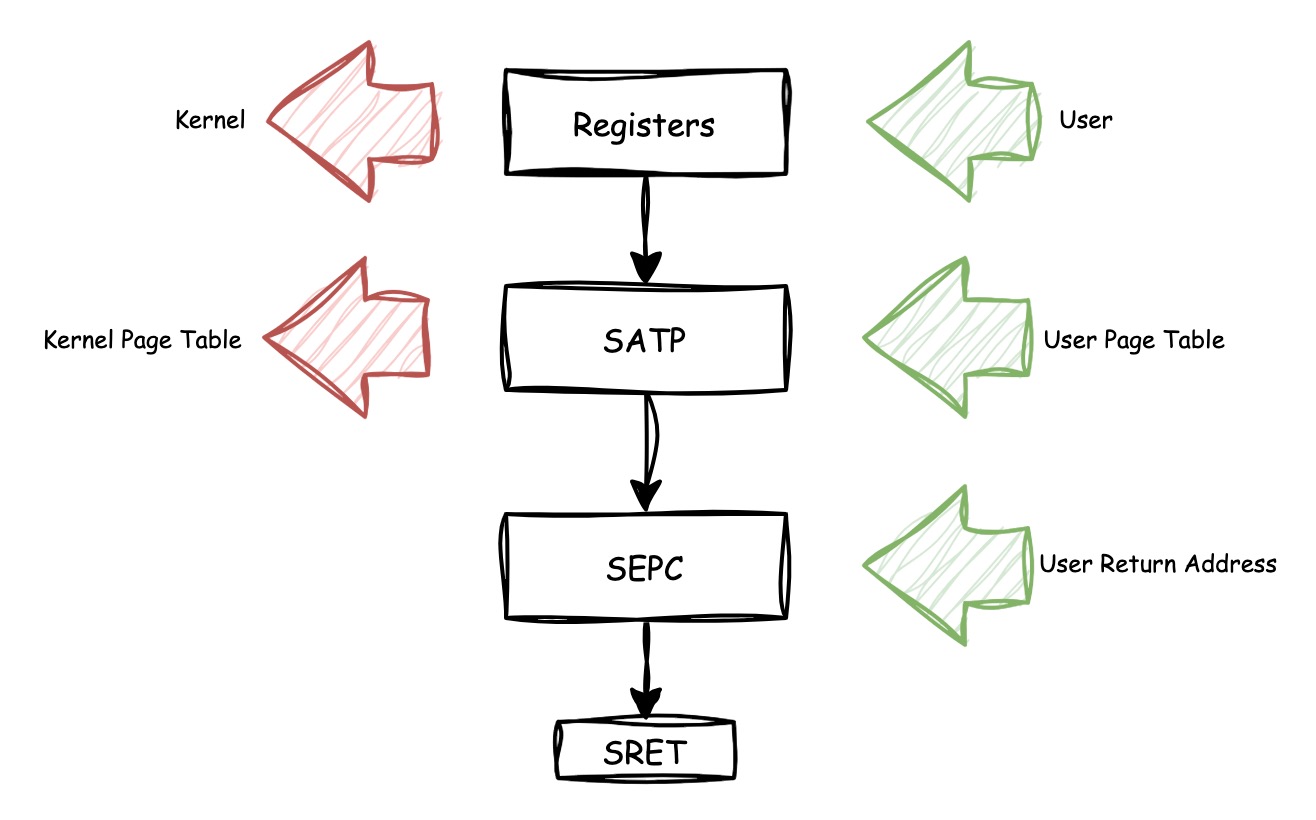 Kernel
Registers
User
Kernel Page Table
SATP
User Page Table
SEPC
User Return Address
SRET